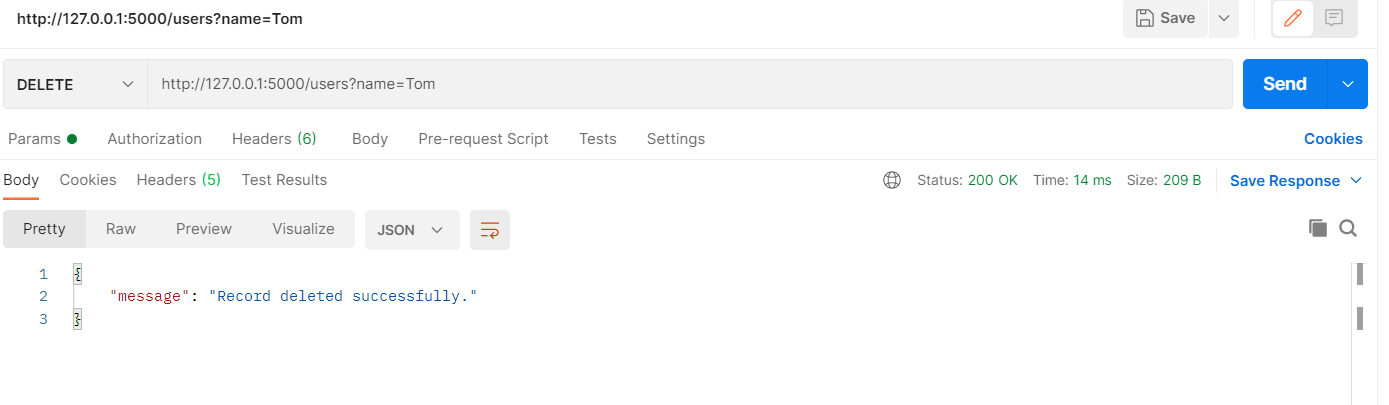 http://127.0.0.1:5000/users?name=Tom
Save
DELETE
http://127.0.0.1:5000/users?name=Tom
Send
Params Authorization Headers (6) Body Pre-request Script Tests Settings Cookies
Body Cookies Headers (5) Test Results Status: 200 OK Time: 14 ms Size: 209 B Save Response
Pretty Raw Preview Visualize JSON
1 {
2 "message": "Record deleted successfully."
3 }